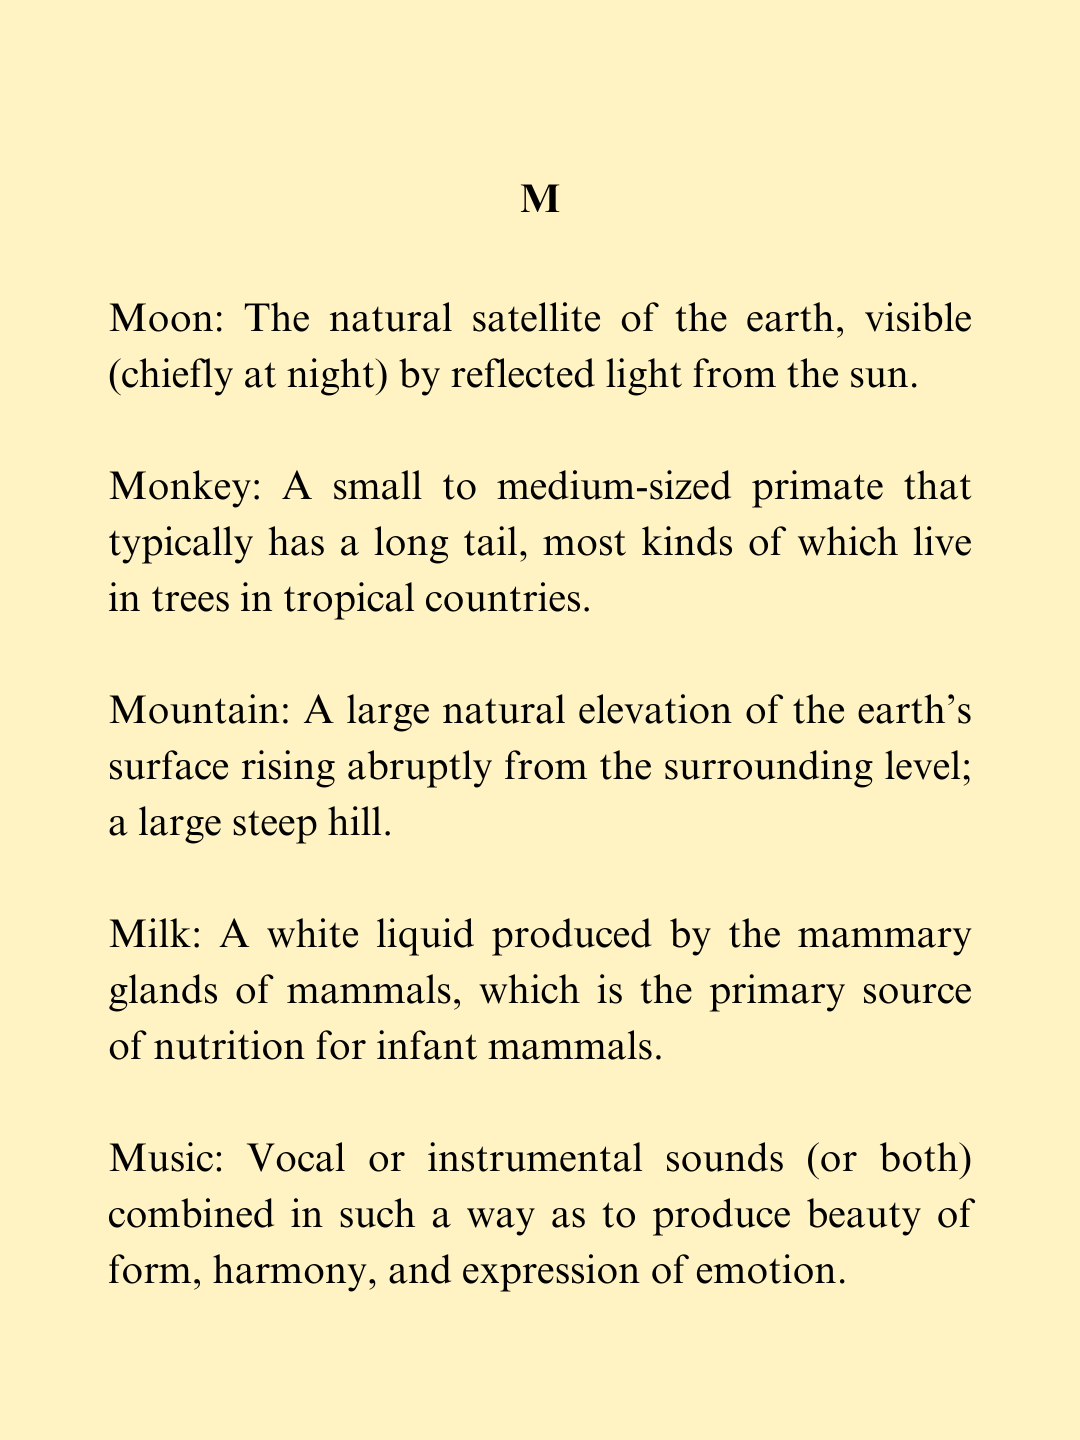 M
Moon: The natural satellite of the earth, visible
(chiefly at night) by reflected light from the sun.
Monkey: A small to medium-sized primate that
typically has a long tail, most kinds of which live
in trees in tropical countries.
Mountain: A large natural elevation of the earth’s
surface rising abruptly from the surrounding level;
a large steep hill.
Milk: A white liquid produced by the mammary
glands of mammals, which is the primary source
of nutrition for infant mammals.
Music: Vocal or instrumental sounds (or both)
combined in such a way as to produce beauty of
form, harmony, and expression of emotion.